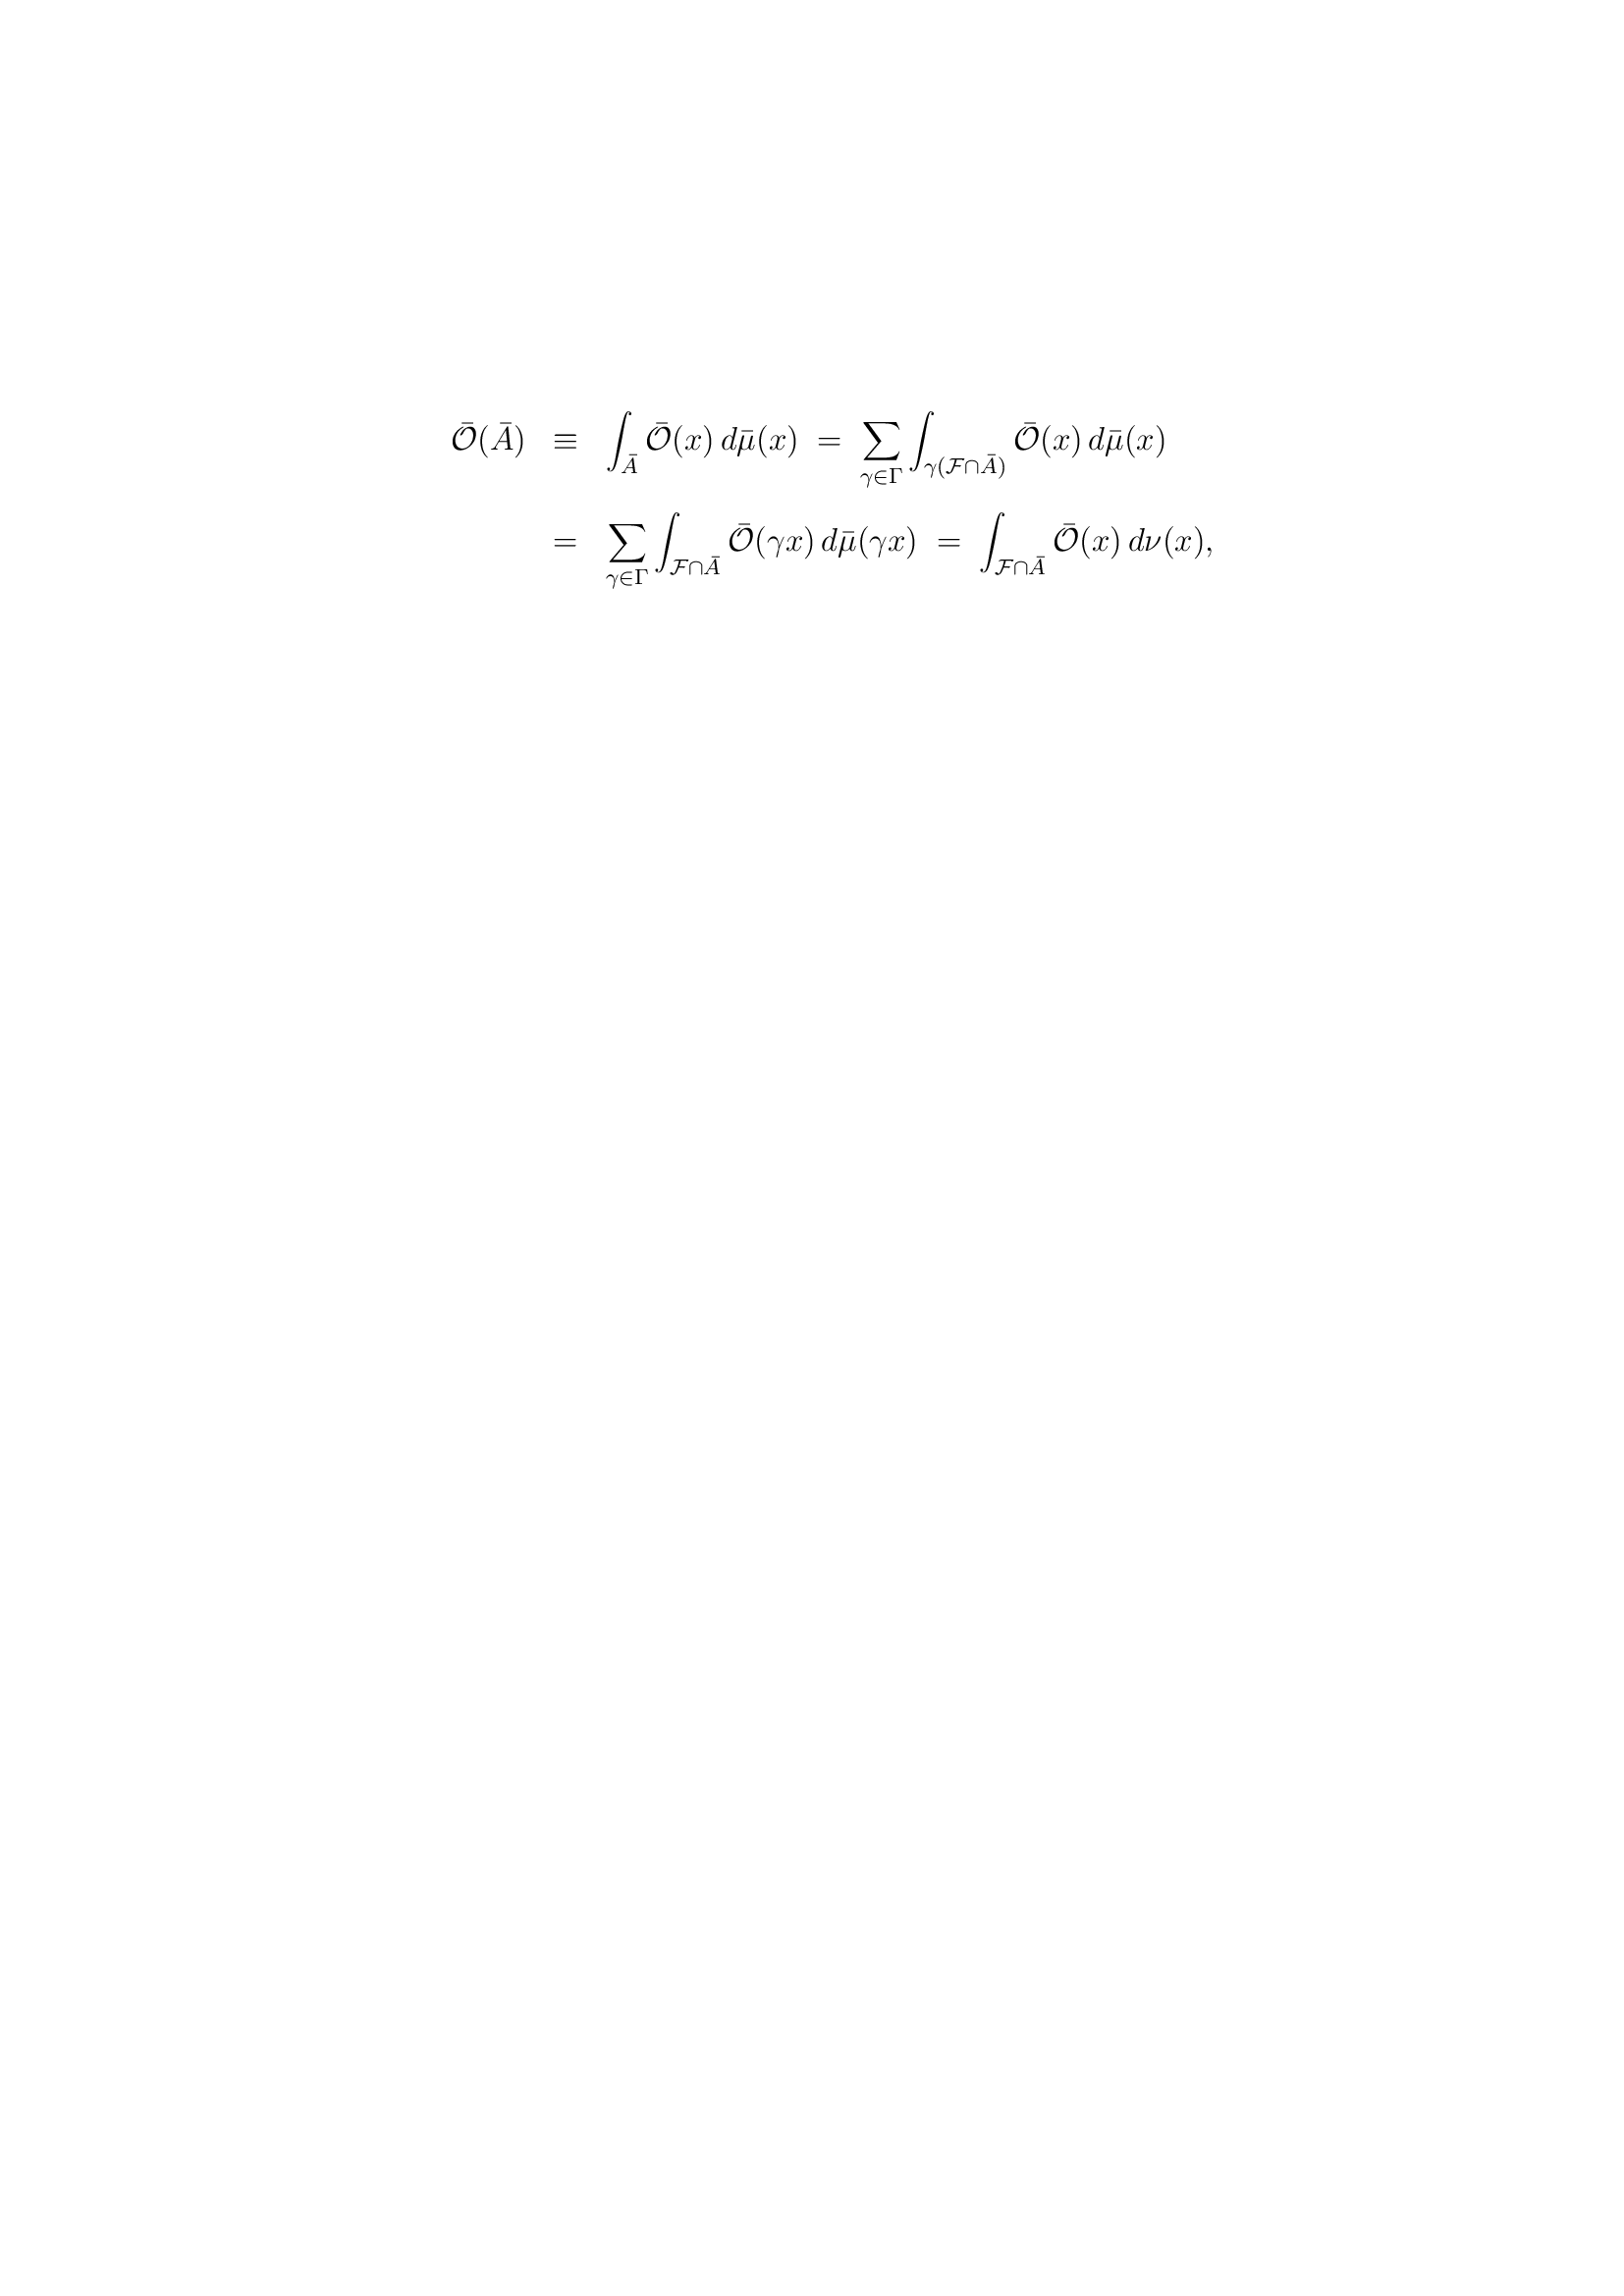 $\bar{\mathcal{O}}(\bar{A}) \equiv \int_{\bar{A}} \bar{\mathcal{O}}(x)\, d\bar{\mu}(x) = \sum_{\gamma\in\Gamma} \int_{\gamma(\mathcal{F}\cap\bar{A})} \bar{\mathcal{O}}(x)\, d\bar{\mu}(x)$
$= \sum_{\gamma\in\Gamma} \int_{\mathcal{F}\cap\bar{A}} \bar{\mathcal{O}}(\gamma x)\, d\bar{\mu}(\gamma x) = \int_{\mathcal{F}\cap\bar{A}} \bar{\mathcal{O}}(x)\, d\nu(x),$